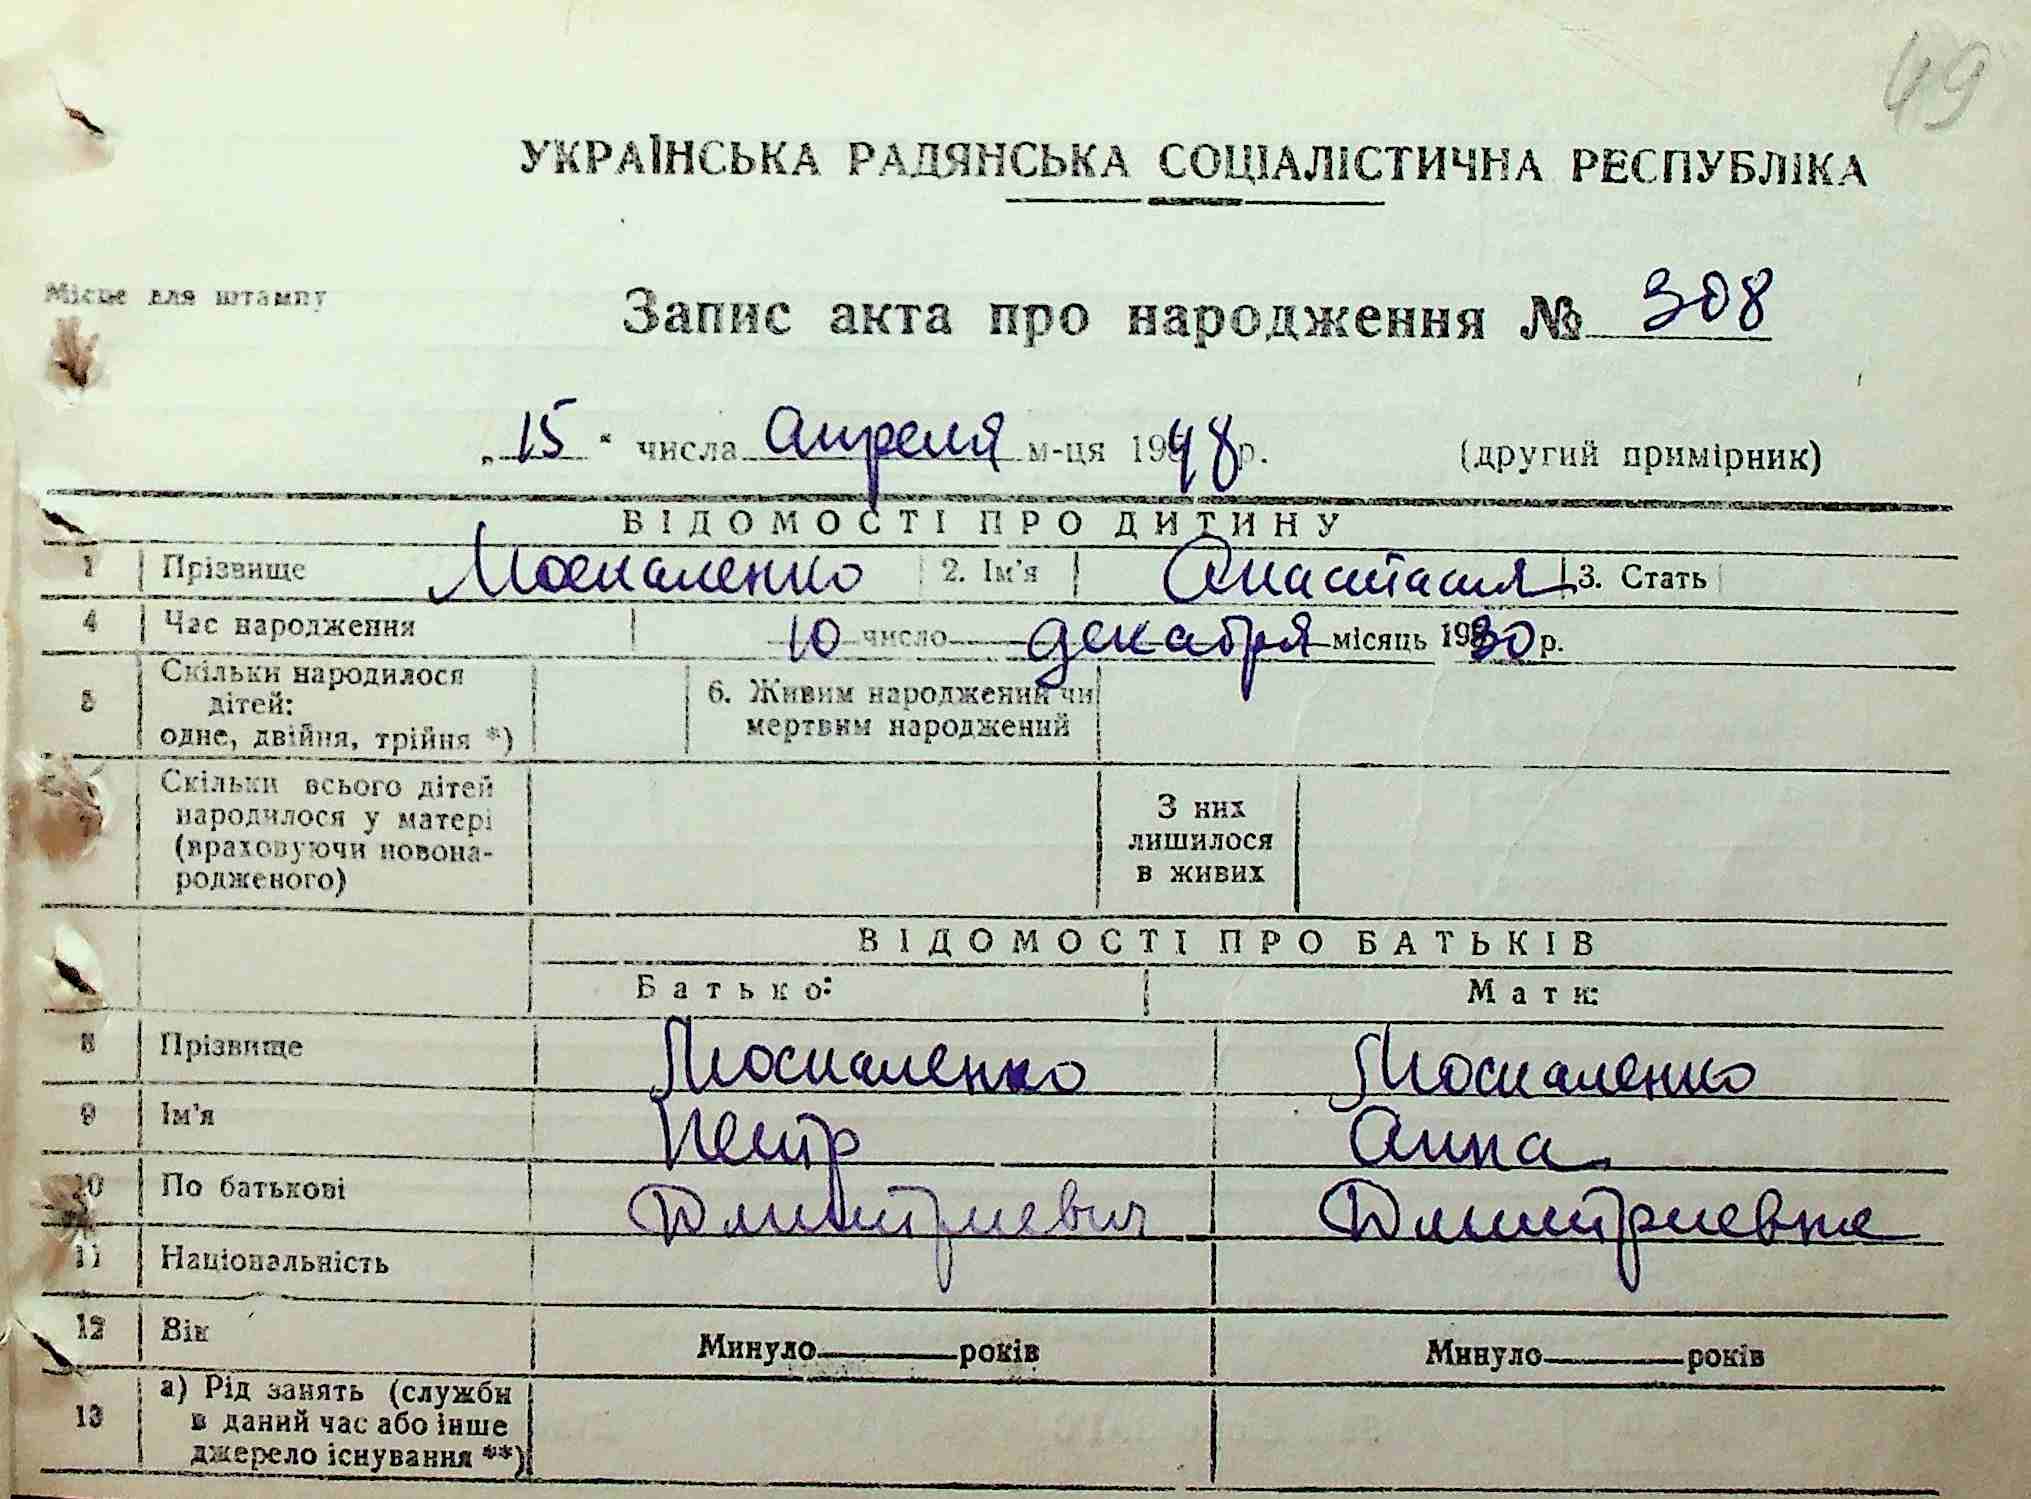 49
УКРАЇНСЬКА РАДЯНСЬКА СОЦІАЛІСТИЧНА РЕСПУБЛІКА
Місце для штампу
Запис акта про народження № 308
„15“ числа апреля м-ця 1948 р. (другий примірник)
ВІДОМОСТІ ПРО ДИТИНУ
1 Прізвище Москаленко 2. Ім'я Анастасия 3. Стать
4 Час народження 10 число декабря місяць 1930 р.
5 Скільки народилося дітей: одне, двійня, трійня *) 6. Живим народжений чи мертвим народжений
7 Скільки всього дітей народилося у матері (враховуючи новонародженого) З них лишилося в живих
ВІДОМОСТІ ПРО БАТЬКІВ
Батько: Мати:
8 Прізвище Москаленко Москаленко
9 Ім'я Петр Анна
10 По батькові Дмитриевич Дмитриевна
11 Національність
12 Вік Минуло років Минуло років
13 а) Рід занять (служби в даний час або інше джерело існування **)